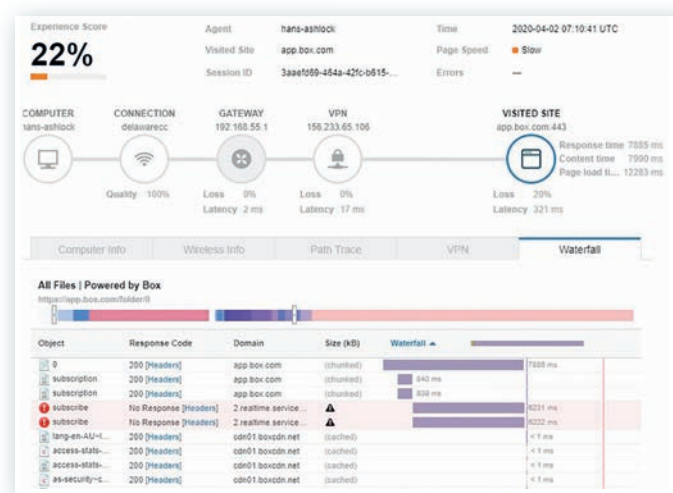 Experience Score
22%
Agent hans-ashlock
Visited Site app.box.com
Session ID 3aaefd69-464a-42fc-b615-...
Time 2020-04-02 07:10:41 UTC
Page Speed Slow
Errors —
COMPUTER
hans-ashlock
CONNECTION
delawarecc
Quality 100%
GATEWAY
192.168.55.1
Loss 0%
Latency 2 ms
VPN
156.233.65.106
Loss 0%
Latency 17 ms
VISITED SITE
app.box.com:443
Response time 7885 ms
Content time 7990 ms
Page load ti... 12283 ms
Loss 20%
Latency 321 ms
Computer Info Wireless Info Path Trace VPN Waterfall
All Files | Powered by Box
https://app.box.com/folder/0
Object Response Code Domain Size (kB) Waterfall
0 200 [Headers] app.box.com (chunked) 7885 ms
subscription 200 [Headers] app.box.com (chunked) 840 ms
subscription 200 [Headers] app.box.com (chunked) 839 ms
subscribe No Response [Headers] 2.realtime.service... 6231 ms
subscribe No Response [Headers] 2.realtime.service... 6222 ms
lang-en-AU~l... 200 [Headers] cdn01.boxcdn.net (cached) < 1 ms
access-stats-... 200 [Headers] cdn01.boxcdn.net (cached) < 1 ms
access-stats-... 200 [Headers] cdn01.boxcdn.net (cached) < 1 ms
as-security~c... 200 [Headers] cdn01.boxcdn.net (cached) < 1 ms